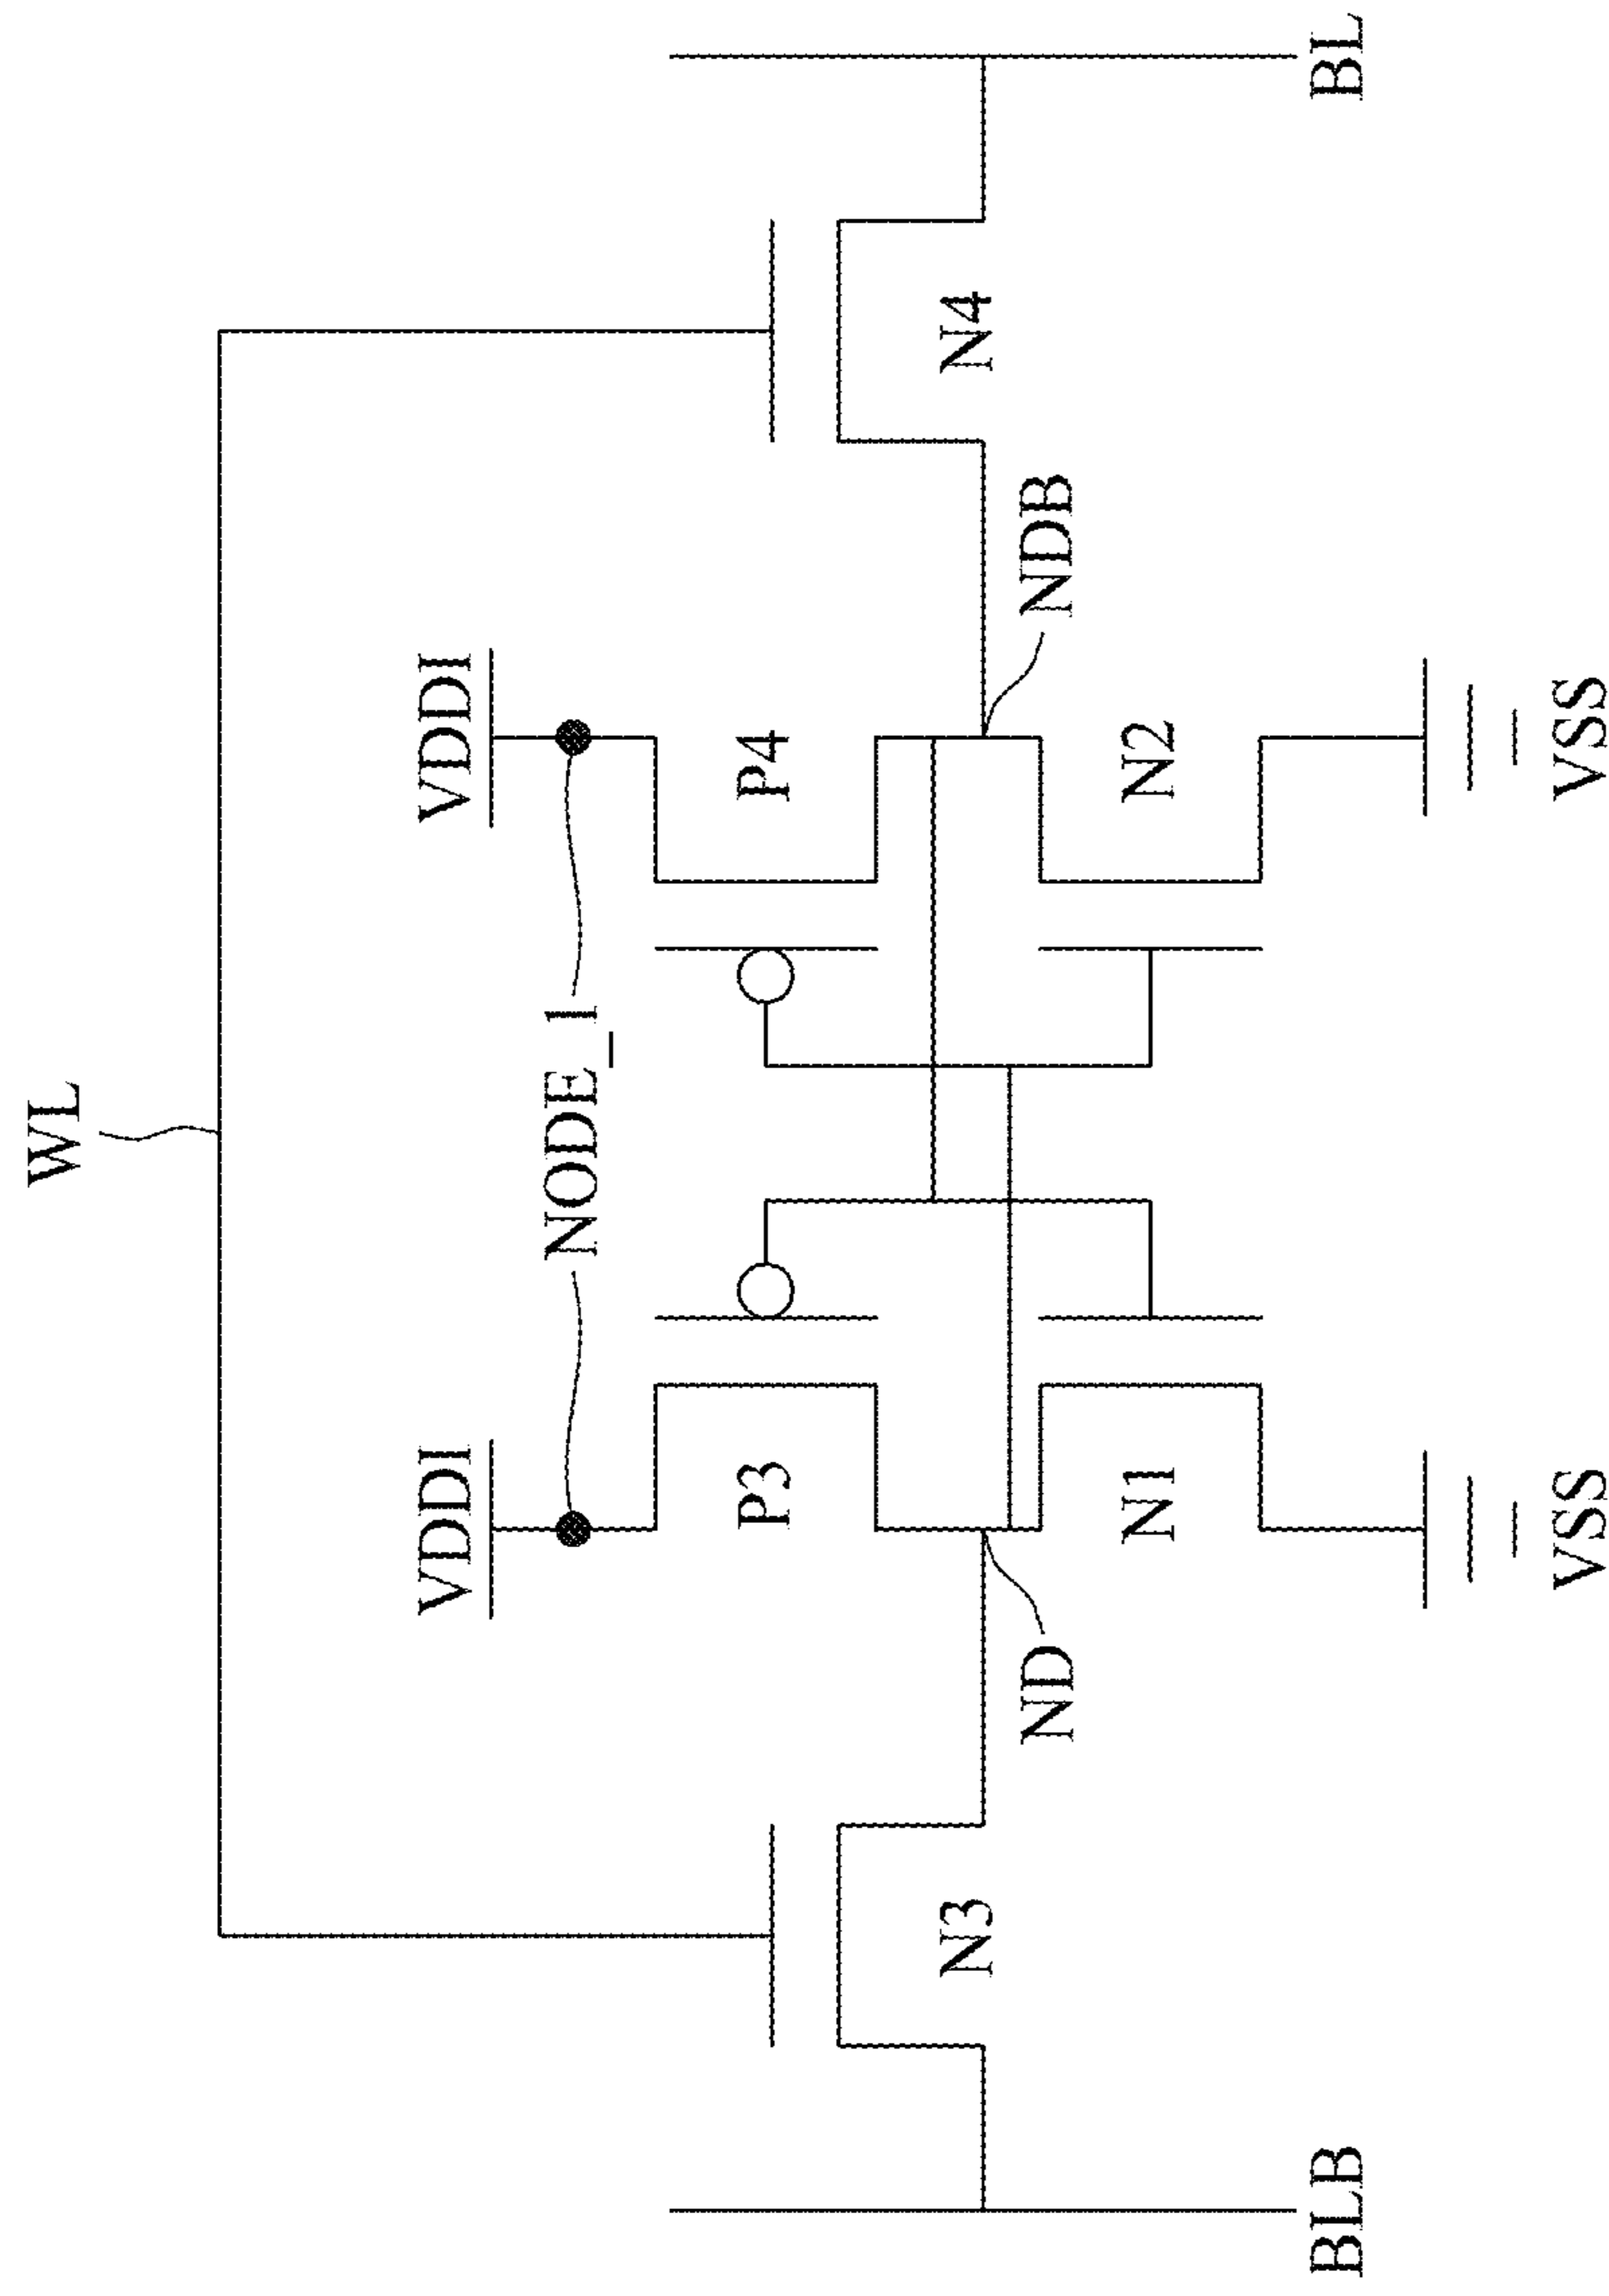 WL
VDDI
VDDI
NODE_1
P3
P4
N3
N4
ND
NDB
N1
N2
BLB
BL
VSS
VSS